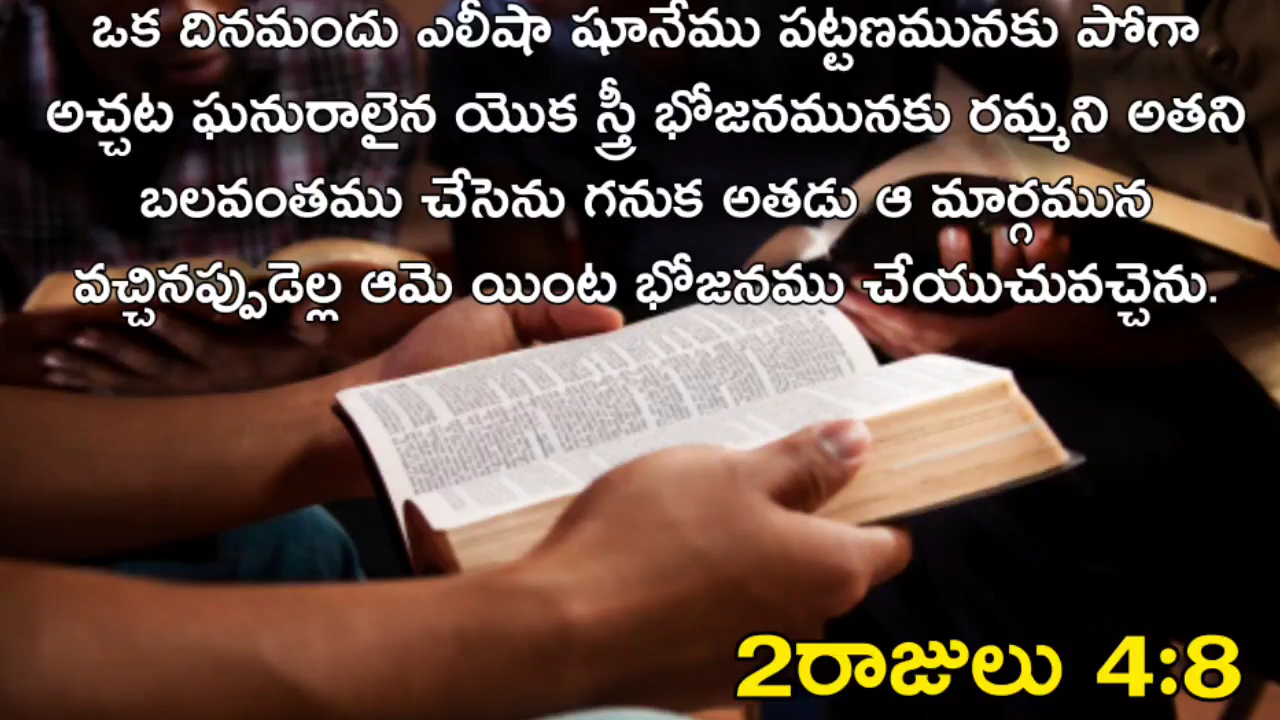 ఒక దినమందు ఎలీషా షూనేము పట్టణమునకు పోగా
అచ్చట ఘనురాలైన యొక స్త్రీ భోజనమునకు రమ్మని అతని
బలవంతము చేసెను గనుక అతడు ఆ మార్గమున
వచ్చినప్పుడెల్ల ఆమె యింట భోజనము చేయుచువచ్చెను.
2రాజులు 4:8